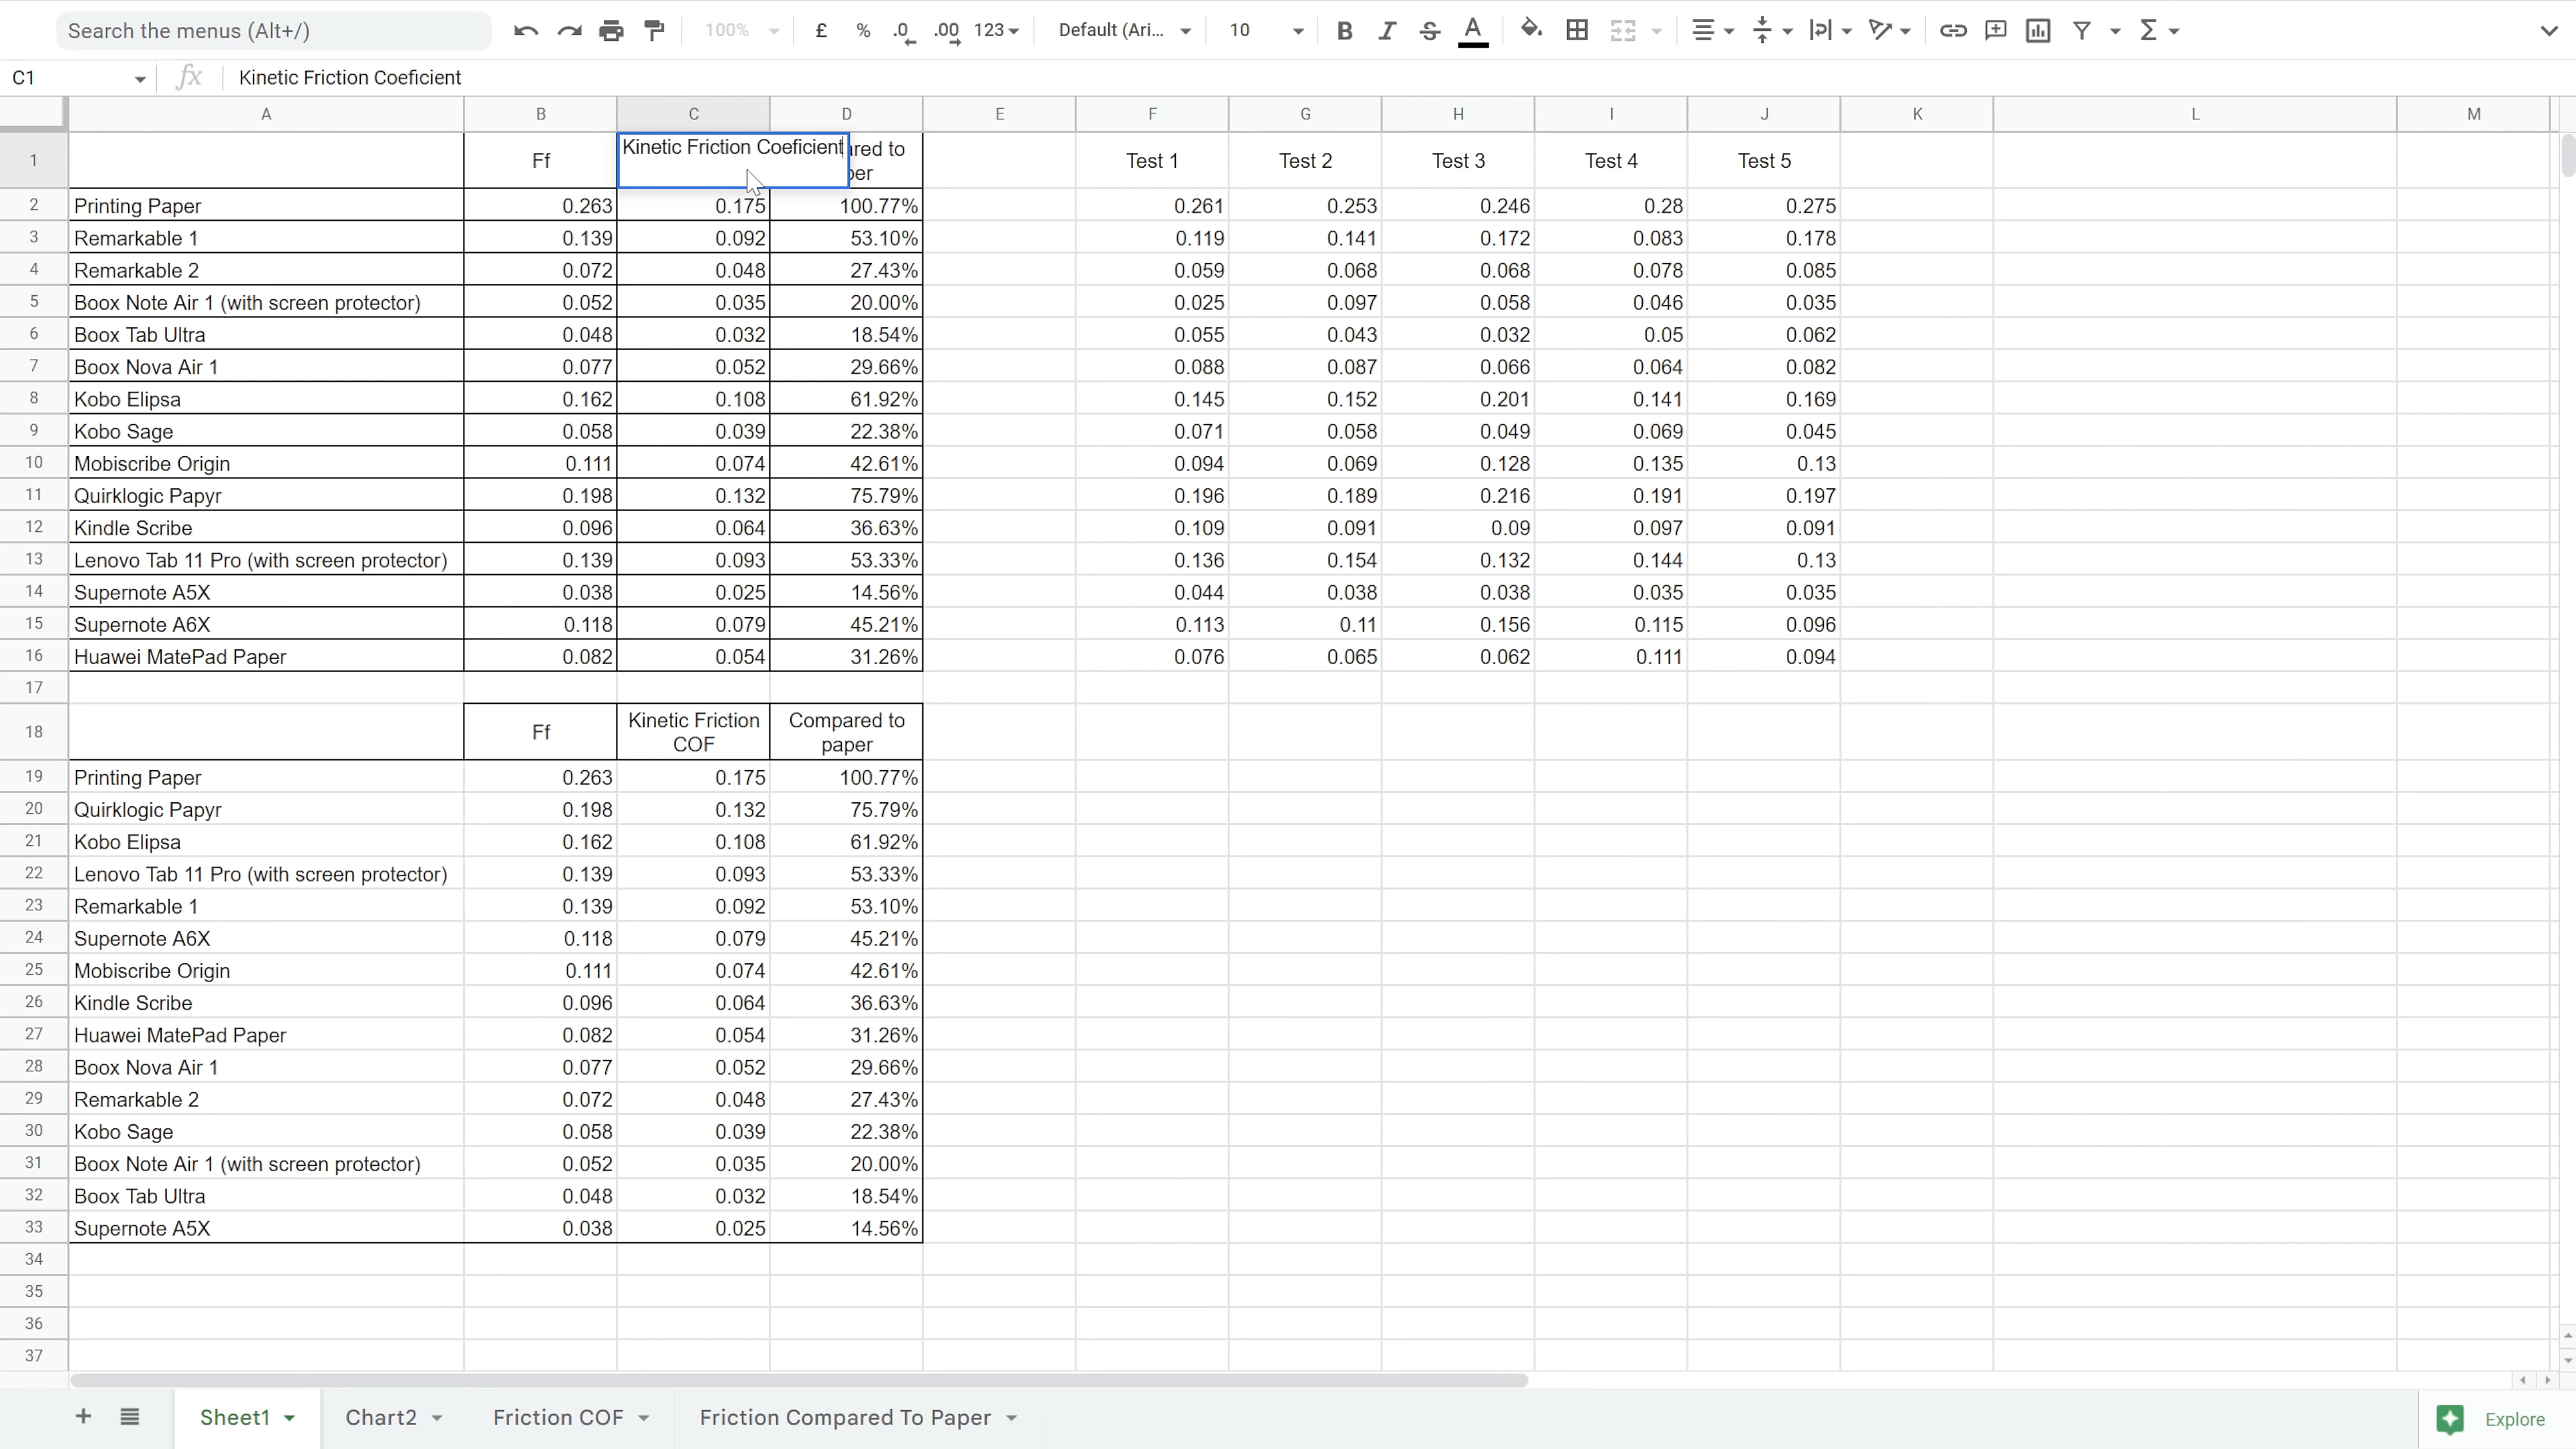 Search the menus (Alt+/) 100% £ % .0 .00 123 Default (Ari... 10 B I S A
C1 fx Kinetic Friction Coeficient
A B C D E F G H I J K L M
1 Ff Kinetic Friction Coeficient ared to per Test 1 Test 2 Test 3 Test 4 Test 5
2 Printing Paper 0.263 0.175 100.77% 0.261 0.253 0.246 0.28 0.275
3 Remarkable 1 0.139 0.092 53.10% 0.119 0.141 0.172 0.083 0.178
4 Remarkable 2 0.072 0.048 27.43% 0.059 0.068 0.068 0.078 0.085
5 Boox Note Air 1 (with screen protector) 0.052 0.035 20.00% 0.025 0.097 0.058 0.046 0.035
6 Boox Tab Ultra 0.048 0.032 18.54% 0.055 0.043 0.032 0.05 0.062
7 Boox Nova Air 1 0.077 0.052 29.66% 0.088 0.087 0.066 0.064 0.082
8 Kobo Elipsa 0.162 0.108 61.92% 0.145 0.152 0.201 0.141 0.169
9 Kobo Sage 0.058 0.039 22.38% 0.071 0.058 0.049 0.069 0.045
10 Mobiscribe Origin 0.111 0.074 42.61% 0.094 0.069 0.128 0.135 0.13
11 Quirklogic Papyr 0.198 0.132 75.79% 0.196 0.189 0.216 0.191 0.197
12 Kindle Scribe 0.096 0.064 36.63% 0.109 0.091 0.09 0.097 0.091
13 Lenovo Tab 11 Pro (with screen protector) 0.139 0.093 53.33% 0.136 0.154 0.132 0.144 0.13
14 Supernote A5X 0.038 0.025 14.56% 0.044 0.038 0.038 0.035 0.035
15 Supernote A6X 0.118 0.079 45.21% 0.113 0.11 0.156 0.115 0.096
16 Huawei MatePad Paper 0.082 0.054 31.26% 0.076 0.065 0.062 0.111 0.094
17
18 Ff Kinetic Friction COF Compared to paper
19 Printing Paper 0.263 0.175 100.77%
20 Quirklogic Papyr 0.198 0.132 75.79%
21 Kobo Elipsa 0.162 0.108 61.92%
22 Lenovo Tab 11 Pro (with screen protector) 0.139 0.093 53.33%
23 Remarkable 1 0.139 0.092 53.10%
24 Supernote A6X 0.118 0.079 45.21%
25 Mobiscribe Origin 0.111 0.074 42.61%
26 Kindle Scribe 0.096 0.064 36.63%
27 Huawei MatePad Paper 0.082 0.054 31.26%
28 Boox Nova Air 1 0.077 0.052 29.66%
29 Remarkable 2 0.072 0.048 27.43%
30 Kobo Sage 0.058 0.039 22.38%
31 Boox Note Air 1 (with screen protector) 0.052 0.035 20.00%
32 Boox Tab Ultra 0.048 0.032 18.54%
33 Supernote A5X 0.038 0.025 14.56%
34
35
36
37
Sheet1 Chart2 Friction COF Friction Compared To Paper Explore